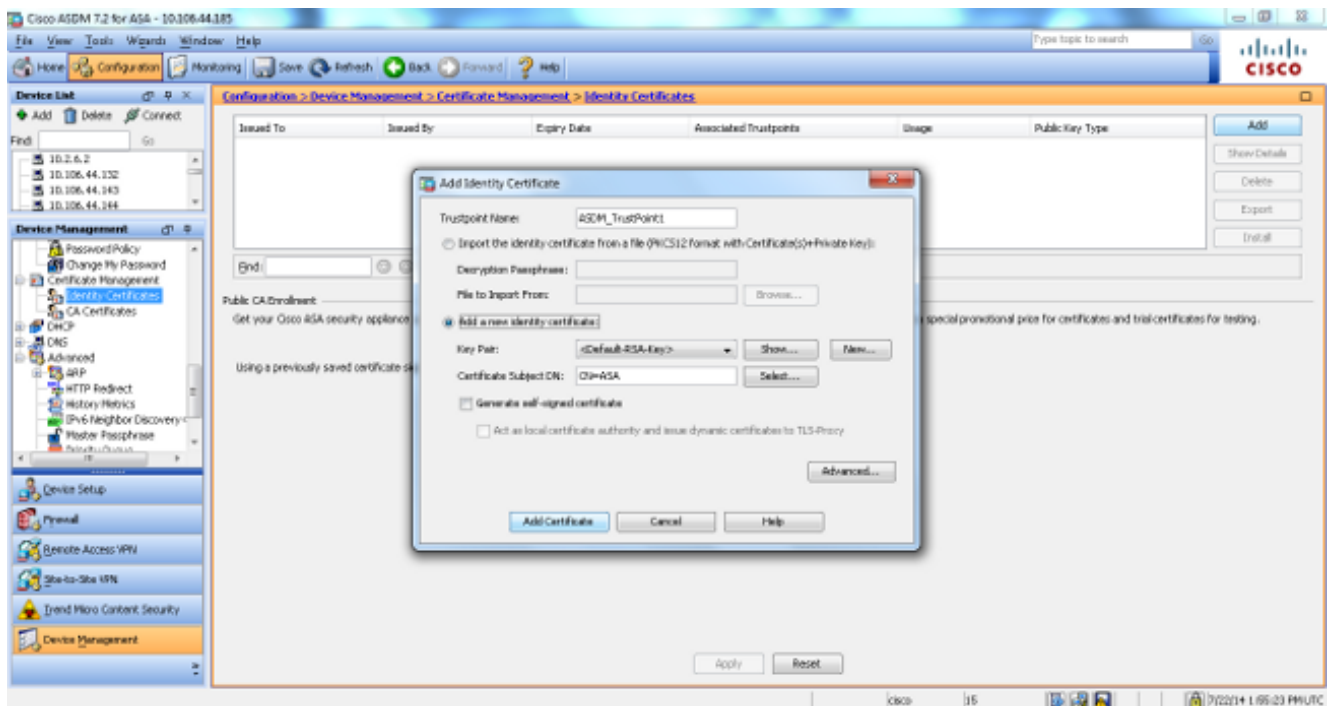 Cisco ASDM 7.2 for ASA - 10.106.44.185
File View Tools Wizards Window Help
Type topic to search Go
Home Configuration Monitoring Save Refresh Back Forward Help
CISCO
Device List
Add Delete Connect
Find: Go
10.2.6.2
10.106.44.132
10.106.44.143
10.106.44.144
Device Management
Password Policy
Change My Password
Certificate Management
Identity Certificates
CA Certificates
DHCP
DNS
Advanced
ARP
HTTP Redirect
History Metrics
IPv6 Neighbor Discovery
Master Passphrase
Priority Queue
Device Setup
Firewall
Remote Access VPN
Site-to-Site VPN
Trend Micro Content Security
Device Management
Configuration > Device Management > Certificate Management > Identity Certificates
Issued To Issued By Expiry Date Associated Trustpoints Usage Public Key Type
Add
Show Details
Delete
Export
Install
Find:
Public CA Enrollment
Get your Cisco ASA security appliance
special promotional price for certificates and trial certificates for testing.
Using a previously saved certificate
Add Identity Certificate
Trustpoint Name: ASDM_TrustPoint1
Import the identity certificate from a file (PKCS12 format with Certificate(s)+Private Key):
Decryption Passphrase:
File to Import From: Browse...
Add a new identity certificate:
Key Pair: <Default-RSA-Key> Show... New...
Certificate Subject DN: CN=ASA Select...
Generate self-signed certificate
Act as local certificate authority and issue dynamic certificates to TLS-Proxy
Advanced...
Add Certificate Cancel Help
Apply Reset
cisco 15 7/22/14 1:55:23 PM UTC